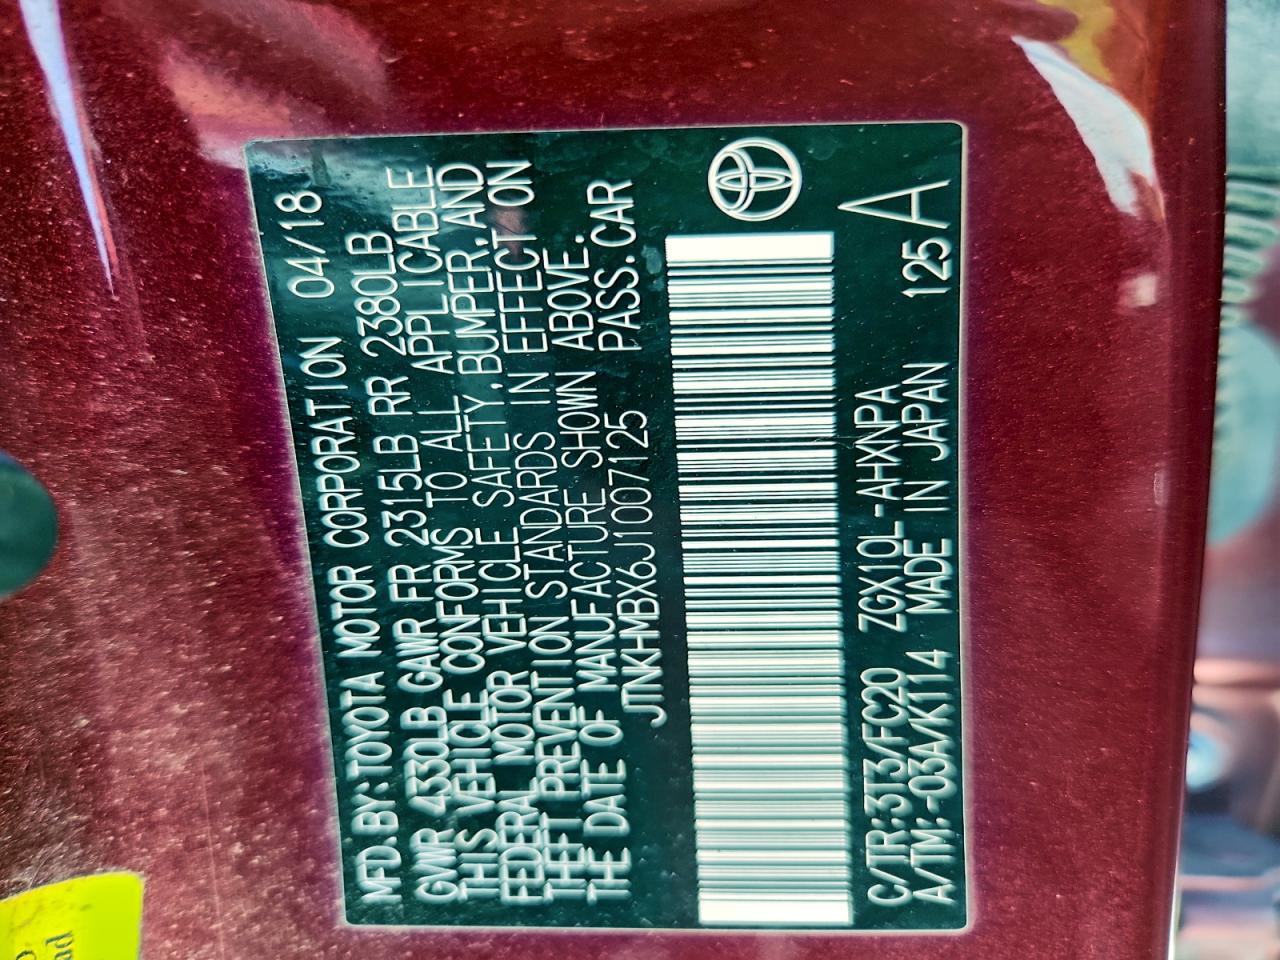 MFD.BY:TOYOTA MOTOR CORPORATION 04/18
GVWR 4330LB GAWR FR 2315LB RR 2380LB
THIS VEHICLE CONFORMS TO ALL APPLICABLE
FEDERAL MOTOR VEHICLE SAFETY,BUMPER,AND
THEFT PREVENTION STANDARDS IN EFFECT ON
THE DATE OF MANUFACTURE SHOWN ABOVE.
JTNKHMBX6J1007125 PASS.CAR
C/TR:3T3/FC20 ZGX10L-AHXNPA
A/TM:-03A/K114 MADE IN JAPAN 125 A
ad